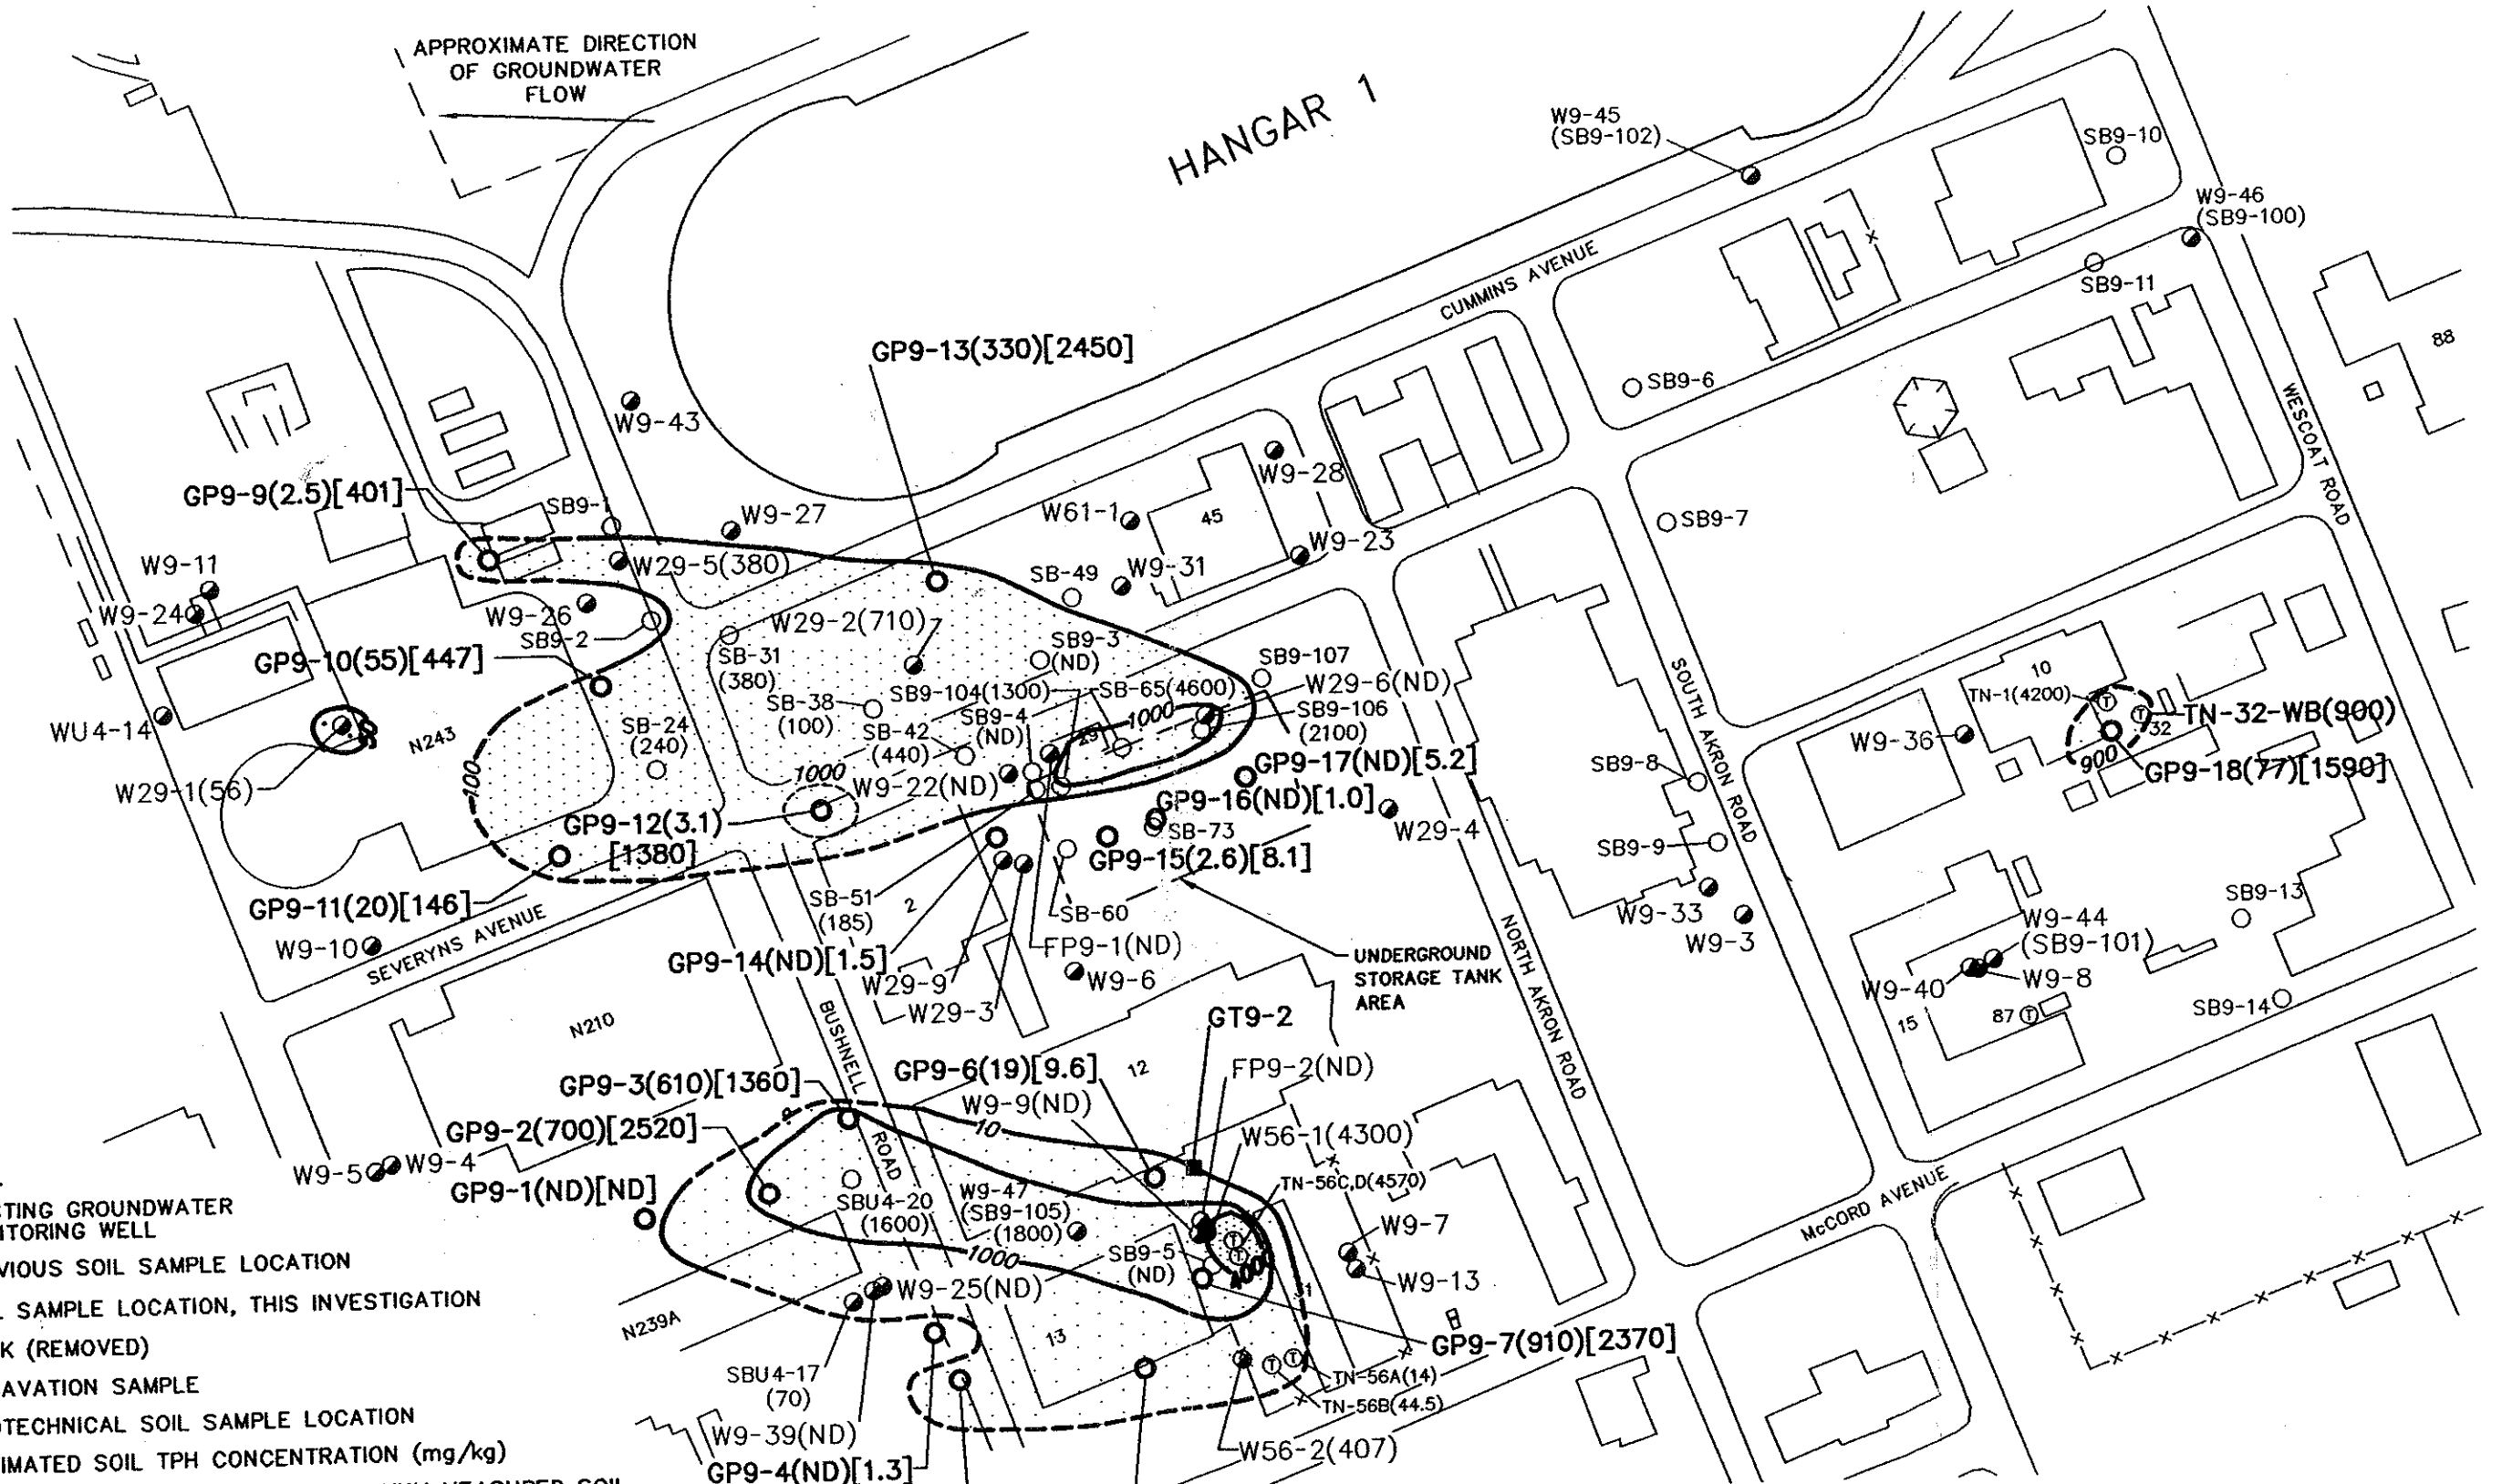 APPROXIMATE DIRECTION
OF GROUNDWATER
FLOW
HANGAR 1
W9-45
(SB9-102)
SB9-10
W9-46
(SB9-100)
SB9-11
CUMMINS AVENUE
GP9-13(330)[2450]
88
SB9-6
W9-43
WESCOAT ROAD
W9-28
GP9-9(2.5)[401]
SB9-1
W9-27
W61-1
45
SB9-7
W9-23
W9-11
W29-5(380)
SB-49
W9-31
W9-24
W9-26
SB9-2
W29-2(710)
SB9-3
(ND)
GP9-10(55)[447]
SB-31
(380)
SB9-107
SOUTH AKRON ROAD
10
TN-1(4200)
SB9-104(1300)
SB-65(4600)
W29-6(ND)
SB-38
(100)
SB9-4
(ND)
1000
SB9-106
(2100)
TN-32-WB(900)
32
WU4-14
N243
SB-24
(240)
SB-42
(440)
29
W9-36
900
GP9-18(77)[1590]
W29-1(56)
100
1000
W9-22(ND)
GP9-17(ND)[5.2]
SB9-8
GP9-16(ND)[1.0]
GP9-12(3.1)
[1380]
SB-73
W29-4
GP9-15(2.6)[8.1]
SB9-9
GP9-11(20)[146]
SB-51
(185)
2
SB-60
SB9-13
W9-33
W9-3
W9-44
(SB9-101)
W9-10
SEVERYNS AVENUE
FP9-1(ND)
GP9-14(ND)[1.5]
UNDERGROUND
STORAGE TANK
AREA
NORTH AKRON ROAD
W29-9
W9-6
W9-40
W9-8
W29-3
SB9-14
15
87
N210
BUSHNELL
ROAD
GT9-2
GP9-6(19)[9.6]
12
FP9-2(ND)
GP9-3(610)[1360]
W9-9(ND)
10
GP9-2(700)[2520]
W56-1(4300)
W9-5
W9-4
TN-56C,D(4570)
GP9-1(ND)[ND]
SBU4-20
(1600)
W9-47
(SB9-105)
(1800)
W9-7
McCORD AVENUE
TING GROUNDWATER
ITORING WELL
1000
SB9-5
(ND)
VIOUS SOIL SAMPLE LOCATION
W9-25(ND)
W9-13
SAMPLE LOCATION, THIS INVESTIGATION
N239A
13
GP9-7(910)[2370]
K (REMOVED)
SBU4-17
(70)
TN-56A(14)
AVATION SAMPLE
TN-56B(44.5)
TECHNICAL SOIL SAMPLE LOCATION
W9-39(ND)
W56-2(407)
IMATED SOIL TPH CONCENTRATION (mg/kg)
GP9-4(ND)[1.3]